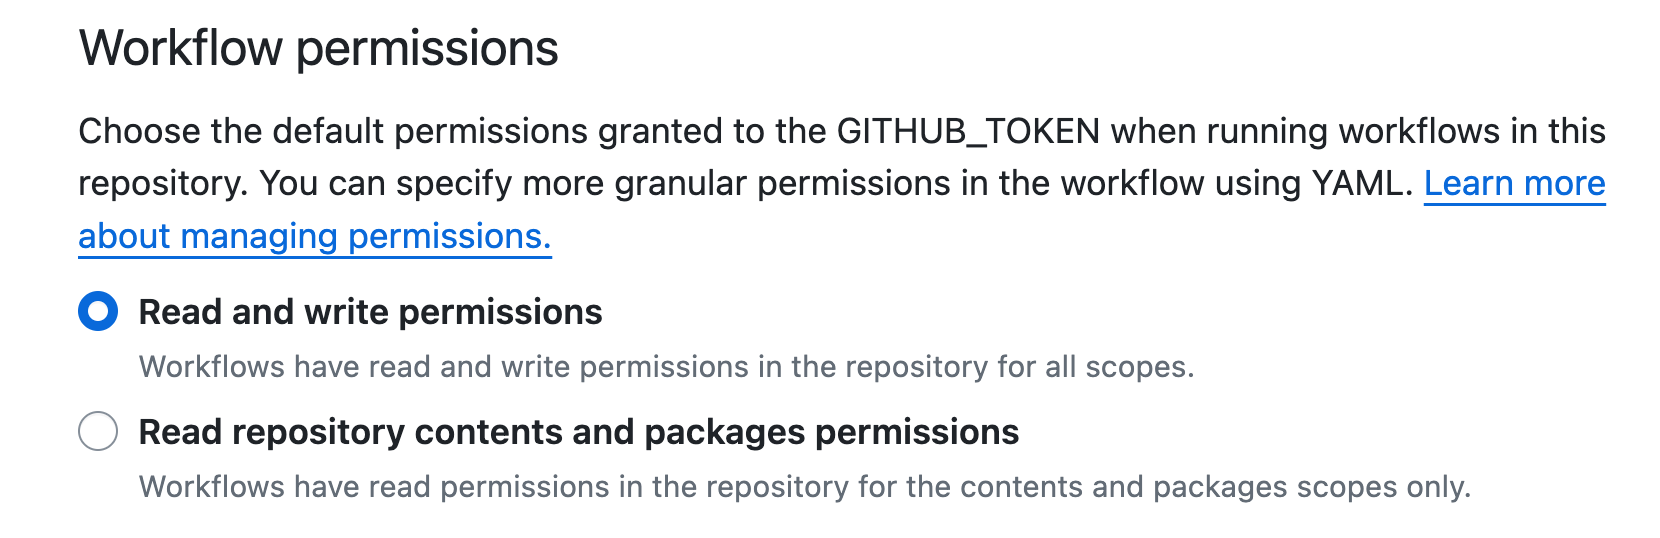 Workflow permissions
Choose the default permissions granted to the GITHUB_TOKEN when running workflows in this
repository. You can specify more granular permissions in the workflow using YAML. Learn more
about managing permissions.
Read and write permissions
Workflows have read and write permissions in the repository for all scopes.
Read repository contents and packages permissions
Workflows have read permissions in the repository for the contents and packages scopes only.